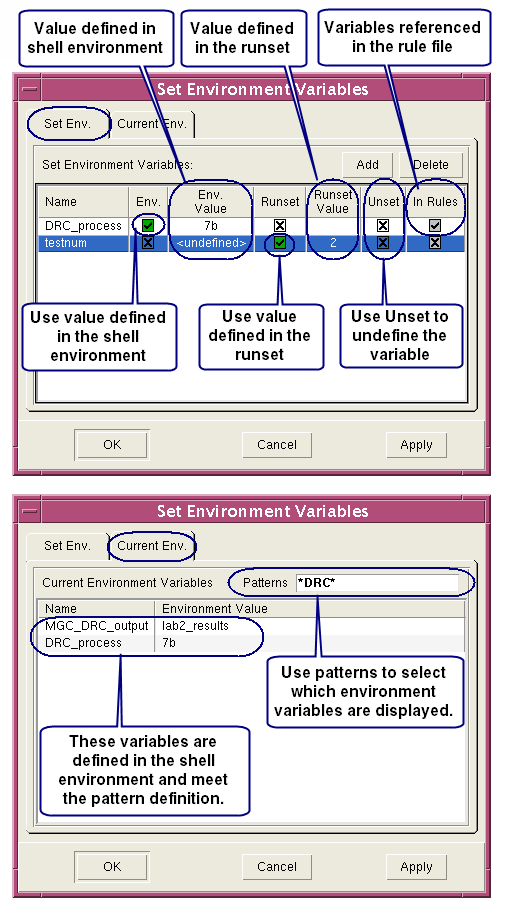 Value defined in
shell environment
Value defined
in the runset
Variables referenced
in the rule file
Set Environment Variables
Set Env.
Current Env.
Set Environment Variables:
Add
Delete
Name
Env.
Env.
Value
Runset
Runset
Value
Unset
In Rules
DRC_process
7b
testnum
<undefined>
2
Use value defined
in the shell
environment
Use value
defined in the
runset
Use Unset to
undefine the
variable
OK
Cancel
Apply
Set Environment Variables
Set Env.
Current Env.
Current Environment Variables
Patterns
*DRC*
Name
Environment Value
MGC_DRC_output
lab2_results
DRC_process
7b
Use patterns to select
which environment
variables are displayed.
These variables are
defined in the shell
environment and meet
the pattern definition.
OK
Cancel
Apply